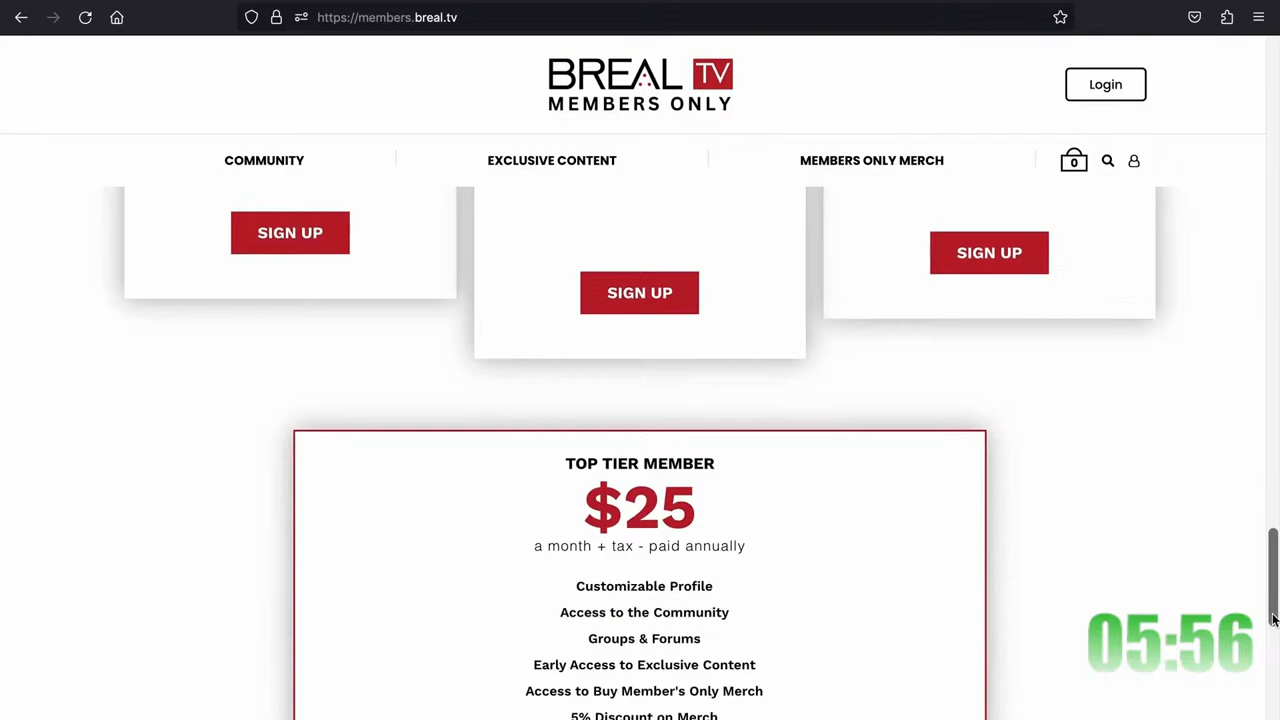 https://members.breal.tv
BREAL TV
MEMBERS ONLY
Login
COMMUNITY
EXCLUSIVE CONTENT
MEMBERS ONLY MERCH
0
SIGN UP
SIGN UP
SIGN UP
TOP TIER MEMBER
$25
a month + tax - paid annually
Customizable Profile
Access to the Community
Groups & Forums
Early Access to Exclusive Content
Access to Buy Member's Only Merch
5% Discount on Merch
05:56